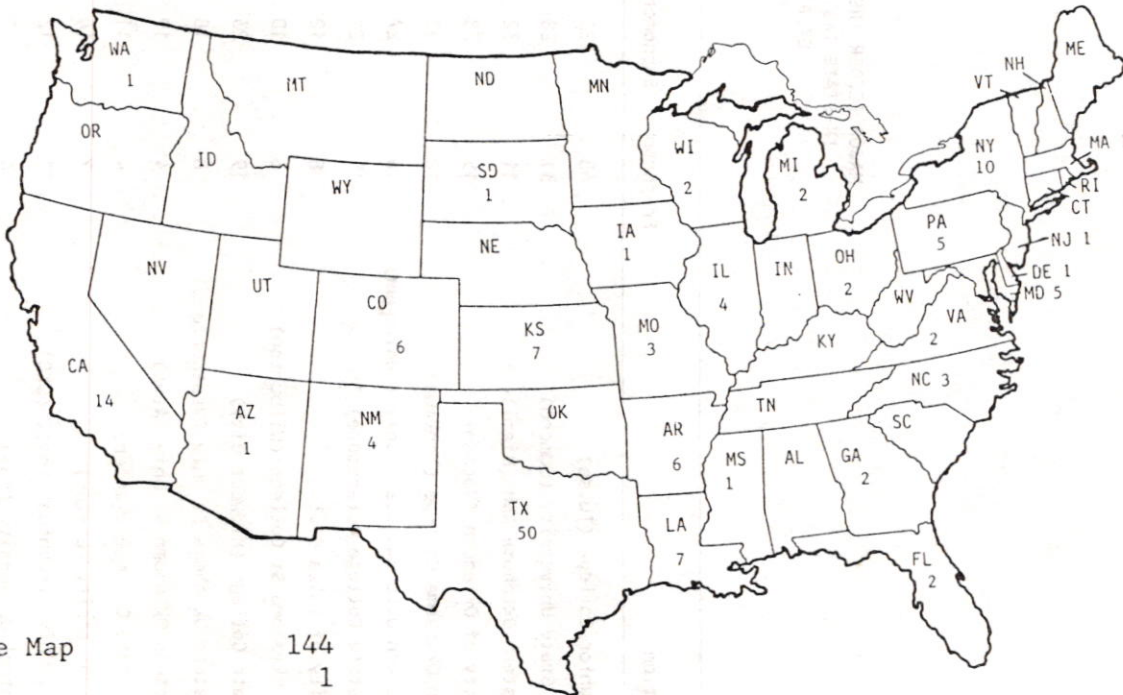 WA
1
MT
ND
MN
OR
ID
WY
SD
1
WI
2
MI
2
NH
VT
ME
NY
10
MA
RI
CT
NV
UT
CO
6
NE
IA
1
IL
4
IN
OH
2
PA
5
NJ 1
DE 1
MD 5
WV
VA
2
CA
14
KS
7
MO
3
KY
NC 3
AZ
1
NM
4
OK
AR
6
TN
SC
MS
1
AL
GA
2
TX
50
LA
7
FL
2
e Map 144
1